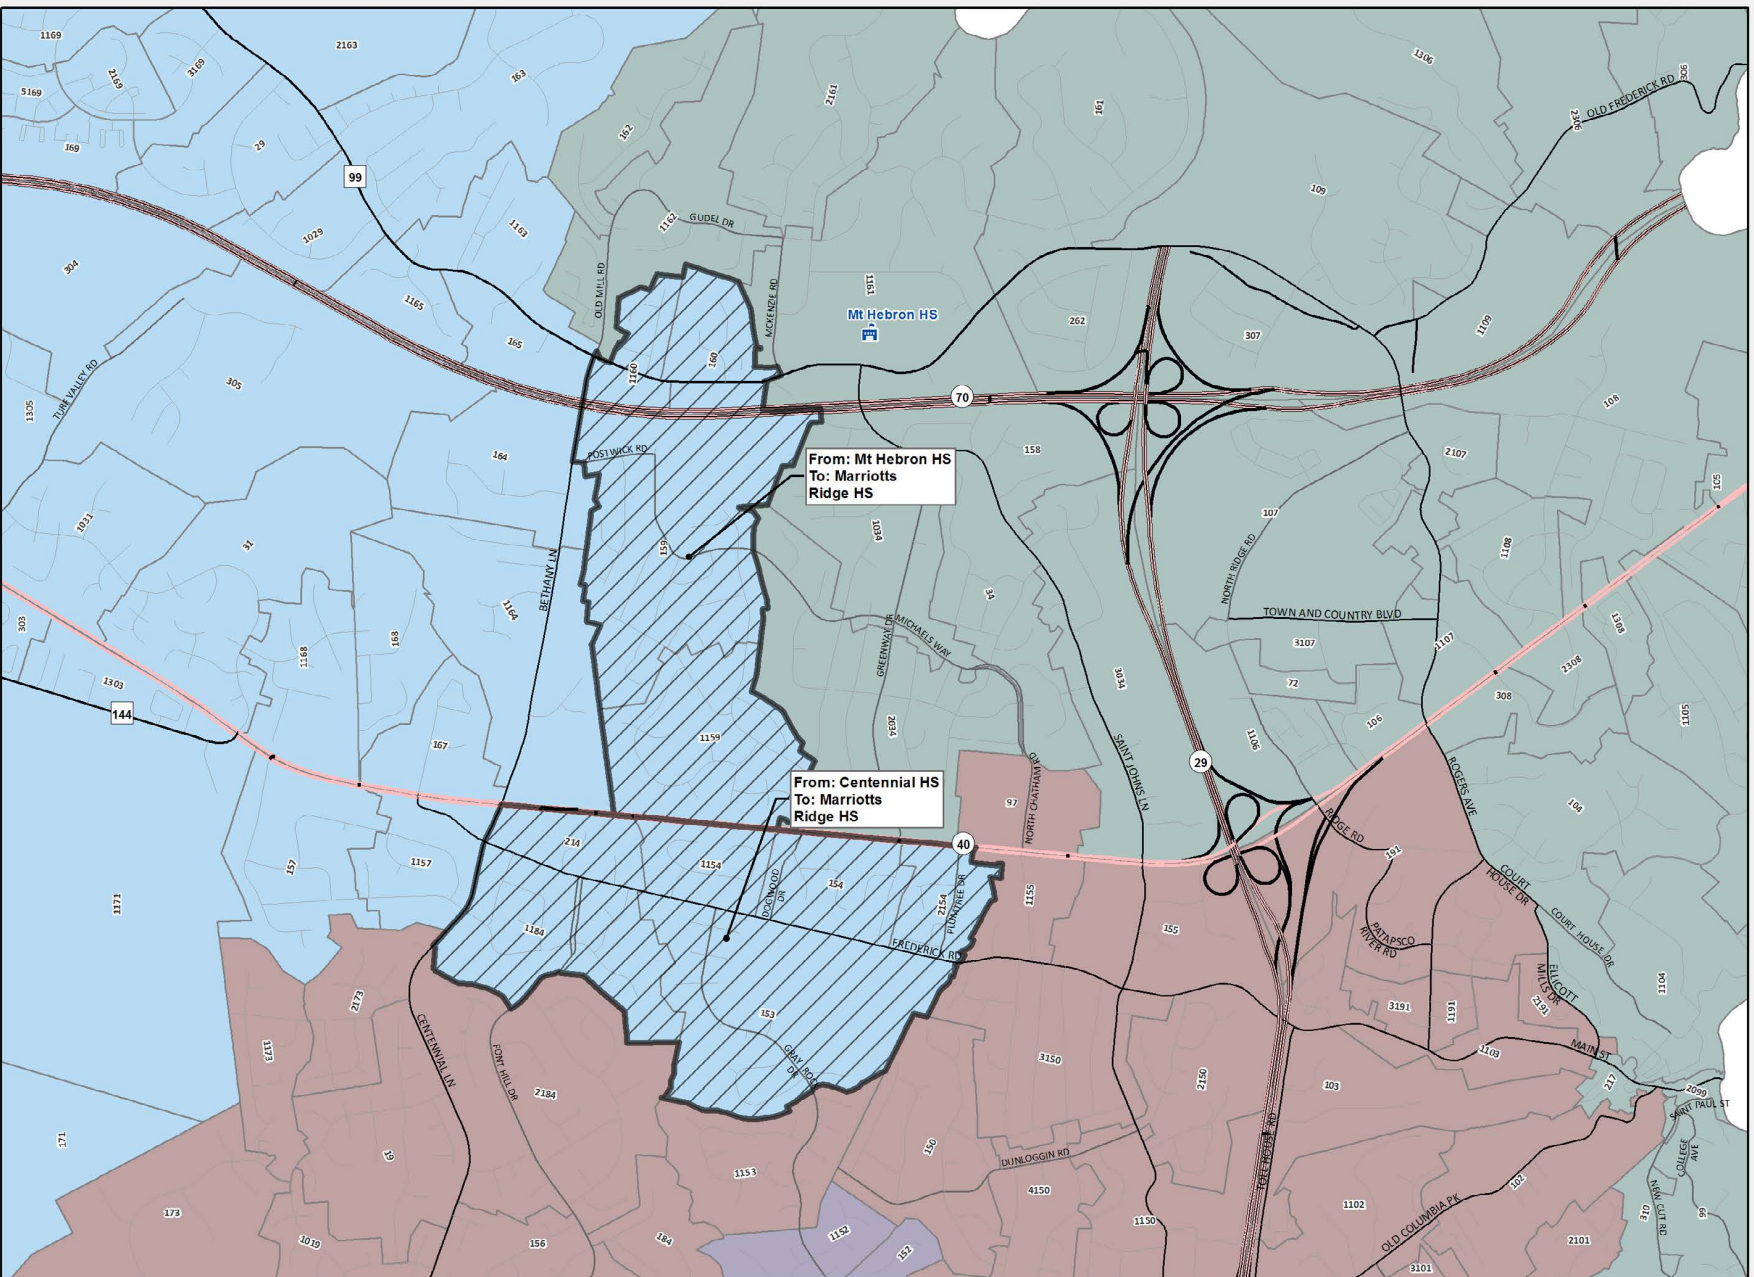 1169
2163
2169
3169
163
5169
169
29
99
1029
1163
304
1165
165
305
TURF VALLEY RD
1305
164
1031
31
1164
BETHANY LN
303
1168
168
1303
144
167
157
1157
1171
171
162
2161
161
1306
306
OLD FREDERICK RD
2306
109
1162
GUDEL DR
OLD MILL RD
MCKENZIE RD
1161
Mt Hebron HS
262
307
1109
1160
160
70
108
POSTWICK RD
158
2107
105
From: Mt Hebron HS
To: Marriotts
Ridge HS
159
1034
107
1108
NORTH RIDGE RD
34
GREENWAY DR
MICHAELS WAY
TOWN AND COUNTRY BLVD
3107
1107
1308
2308
72
308
3034
1105
106
1159
2034
1106
SAINT JOHNS LN
29
ROGERS AVE
From: Centennial HS
To: Marriotts
Ridge HS
97
NORTH CHATHAM RD
104
RIDGE RD
40
191
214
1154
154
DOGWOOD
DR
2154
PLUMTREE DR
1155
COURT
HOUSE DR
1184
FREDERICK RD
155
PATAPSCO
RIVER RD
COURT HOUSE DR
ELLICOTT
MILLS DR
2191
1104
2173
153
3191
1191
1173
CENTENNIAL LN
FONT HILL DR
GRAY ROCK
DR
3150
2150
1103
MAIN ST
2184
103
217
2099
SAINT PAUL ST
19
150
DUNLOGGIN RD
TOLL HOUSE RD
COLLEGE
AVE
1153
4150
102
173
1152
1150
1102
OLD COLUMBIA PK
310
NEW CUT RD
99
1019
156
184
152
2101
3101